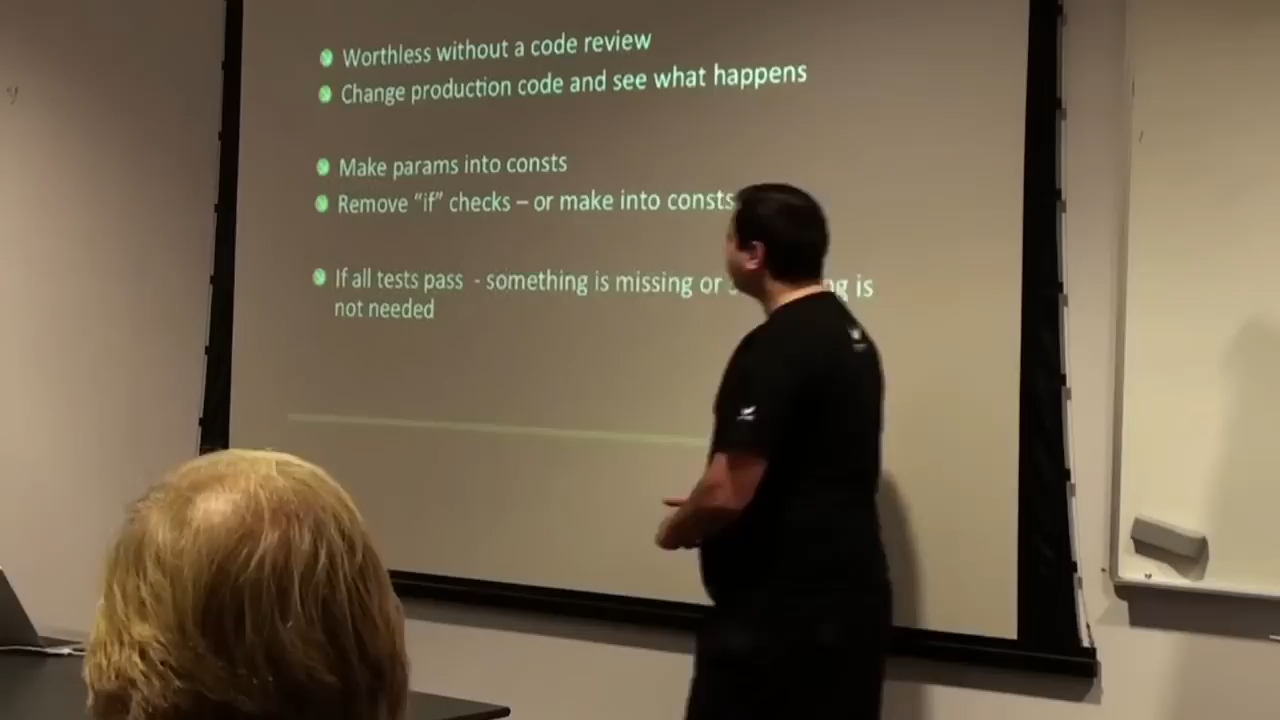 Worthless without a code review
Change production code and see what happens
Make params into consts
Remove “if” checks – or make into consts
If all tests pass - something is missing or is
not needed